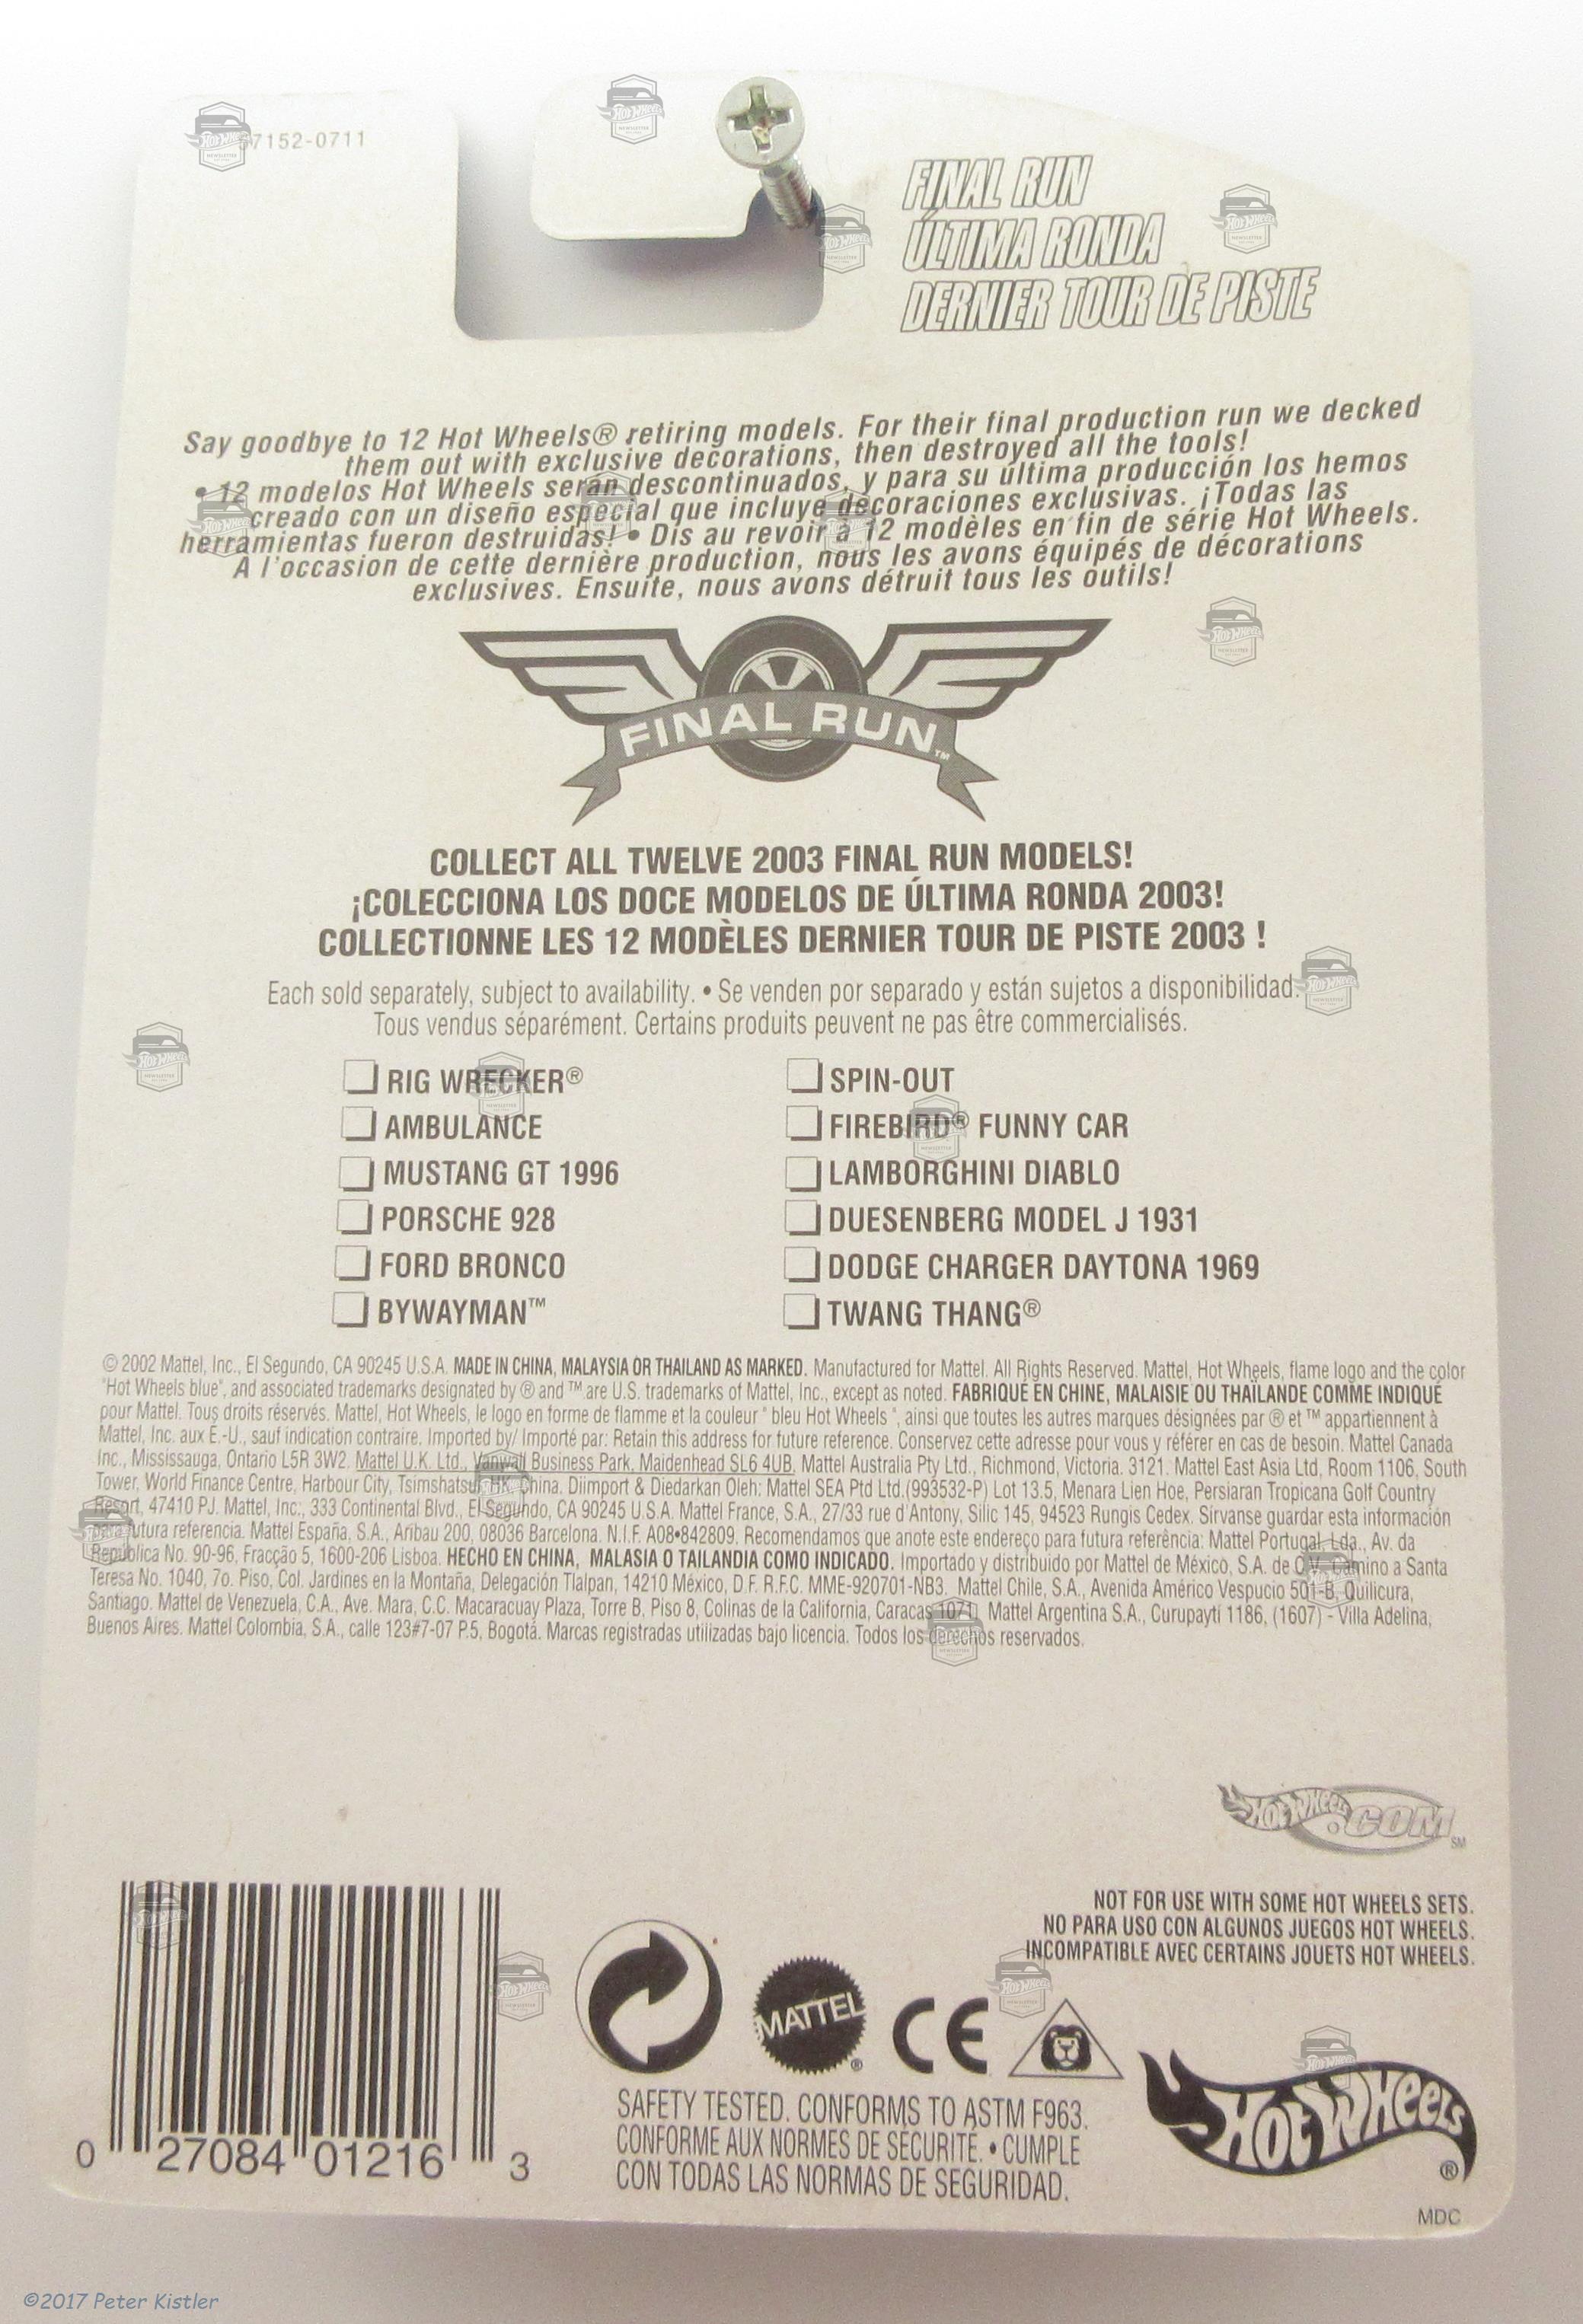 7152-0711
FINAL RUN
ÚLTIMA RONDA
DERNIER TOUR DE PISTE
Say goodbye to 12 Hot Wheels® retiring models. For their final production run we decked
them out with exclusive decorations, then destroyed all the tools!
• 12 modelos Hot Wheels serán descontinuados, y para su última producción los hemos
creado con un diseño especial que incluye decoraciones exclusivas. ¡Todas las
herramientas fueron destruidas! • Dis au revoir à 12 modèles en fin de série Hot Wheels.
A l'occasion de cette dernière production, nous les avons équipés de décorations
exclusives. Ensuite, nous avons détruit tous les outils!
FINAL RUN™
COLLECT ALL TWELVE 2003 FINAL RUN MODELS!
¡COLECCIONA LOS DOCE MODELOS DE ÚLTIMA RONDA 2003!
COLLECTIONNE LES 12 MODÈLES DERNIER TOUR DE PISTE 2003 !
Each sold separately, subject to availability. • Se venden por separado y están sujetos a disponibilidad.
Tous vendus séparément. Certains produits peuvent ne pas être commercialisés.
RIG WRECKER®
AMBULANCE
MUSTANG GT 1996
PORSCHE 928
FORD BRONCO
BYWAYMAN™
SPIN-OUT
FIREBIRD® FUNNY CAR
LAMBORGHINI DIABLO
DUESENBERG MODEL J 1931
DODGE CHARGER DAYTONA 1969
TWANG THANG®
© 2002 Mattel, Inc., El Segundo, CA 90245 U.S.A. MADE IN CHINA, MALAYSIA OR THAILAND AS MARKED. Manufactured for Mattel. All Rights Reserved. Mattel, Hot Wheels, flame logo and the color
"Hot Wheels blue", and associated trademarks designated by ® and ™ are U.S. trademarks of Mattel, Inc., except as noted. FABRIQUÉ EN CHINE, MALAISIE OU THAÏLANDE COMME INDIQUÉ
pour Mattel. Tous droits réservés. Mattel, Hot Wheels, le logo en forme de flamme et la couleur " bleu Hot Wheels ", ainsi que toutes les autres marques désignées par ® et ™ appartiennent à
Mattel, Inc. aux É.-U., sauf indication contraire. Imported by/ Importé par: Retain this address for future reference. Conservez cette adresse pour vous y référer en cas de besoin. Mattel Canada
Inc., Mississauga, Ontario L5R 3W2. Mattel U.K. Ltd., Vanwall Business Park, Maidenhead SL6 4UB. Mattel Australia Pty Ltd., Richmond, Victoria. 3121. Mattel East Asia Ltd, Room 1106, South
Tower, World Finance Centre, Harbour City, Tsimshatsui, HK, China. Diimport & Diedarkan Oleh: Mattel SEA Ptd Ltd.(993532-P) Lot 13.5, Menara Lien Hoe, Persiaran Tropicana Golf Country
Resort, 47410 PJ. Mattel, Inc., 333 Continental Blvd., El Segundo, CA 90245 U.S.A. Mattel France, S.A., 27/33 rue d'Antony, Silic 145, 94523 Rungis Cedex. Sírvanse guardar esta información
para futura referencia. Mattel España, S.A., Aribau 200, 08036 Barcelona. N.I.F. A08•842809. Recomendamos que anote este endereço para futura referência: Mattel Portugal, Lda., Av. da
República No. 90-96, Fracção 5, 1600-206 Lisboa. HECHO EN CHINA, MALASIA O TAILANDIA COMO INDICADO. Importado y distribuido por Mattel de México, S.A. de C.V., Camino a Santa
Teresa No. 1040, 7o. Piso, Col. Jardines en la Montaña, Delegación Tlalpan, 14210 México, D.F. R.F.C. MME-920701-NB3. Mattel Chile, S.A., Avenida Américo Vespucio 501-B, Quilicura,
Santiago. Mattel de Venezuela, C.A., Ave. Mara, C.C. Macaracuay Plaza, Torre B, Piso 8, Colinas de la California, Caracas 1071. Mattel Argentina S.A., Curupaytí 1186, (1607) - Villa Adelina,
Buenos Aires. Mattel Colombia, S.A., calle 123#7-07 P.5, Bogotá. Marcas registradas utilizadas bajo licencia. Todos los derechos reservados.
HOT WHEELS.COM SM
NOT FOR USE WITH SOME HOT WHEELS SETS.
NO PARA USO CON ALGUNOS JUEGOS HOT WHEELS.
INCOMPATIBLE AVEC CERTAINS JOUETS HOT WHEELS.
MATTEL®
CE
SAFETY TESTED. CONFORMS TO ASTM F963.
CONFORME AUX NORMES DE SÉCURITÉ. • CUMPLE
CON TODAS LAS NORMAS DE SEGURIDAD.
0 27084 01216 3
Hot Wheels®
MDC
©2017 Peter Kistler